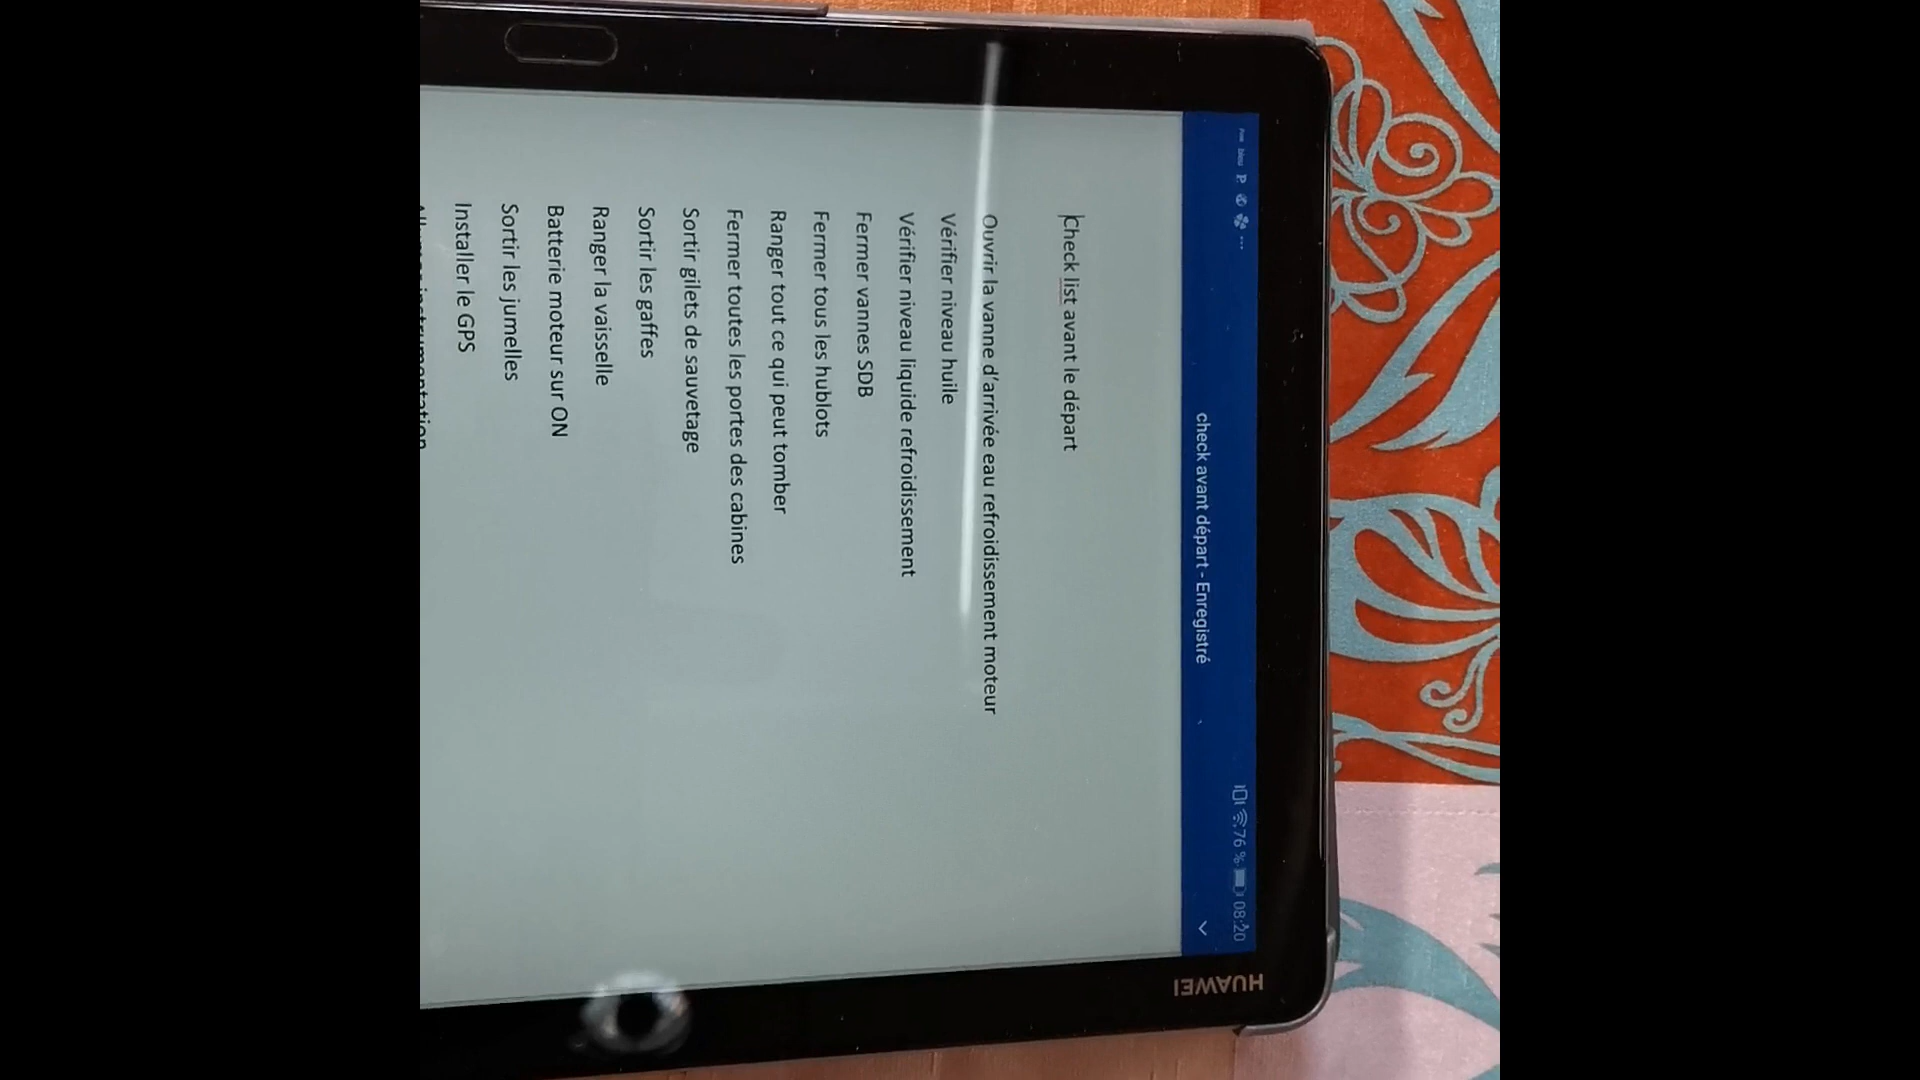 P ...
76 % 08:20
check avant départ - Enregistré
Check list avant le départ
Ouvrir la vanne d'arrivée eau refroidissement moteur
Vérifier niveau huile
Vérifier niveau liquide refroidissement
Fermer vannes SDB
Fermer tous les hublots
Ranger tout ce qui peut tomber
Fermer toutes les portes des cabines
Sortir gilets de sauvetage
Sortir les gaffes
Ranger la vaisselle
Batterie moteur sur ON
Sortir les jumelles
Installer le GPS
HUAWEI